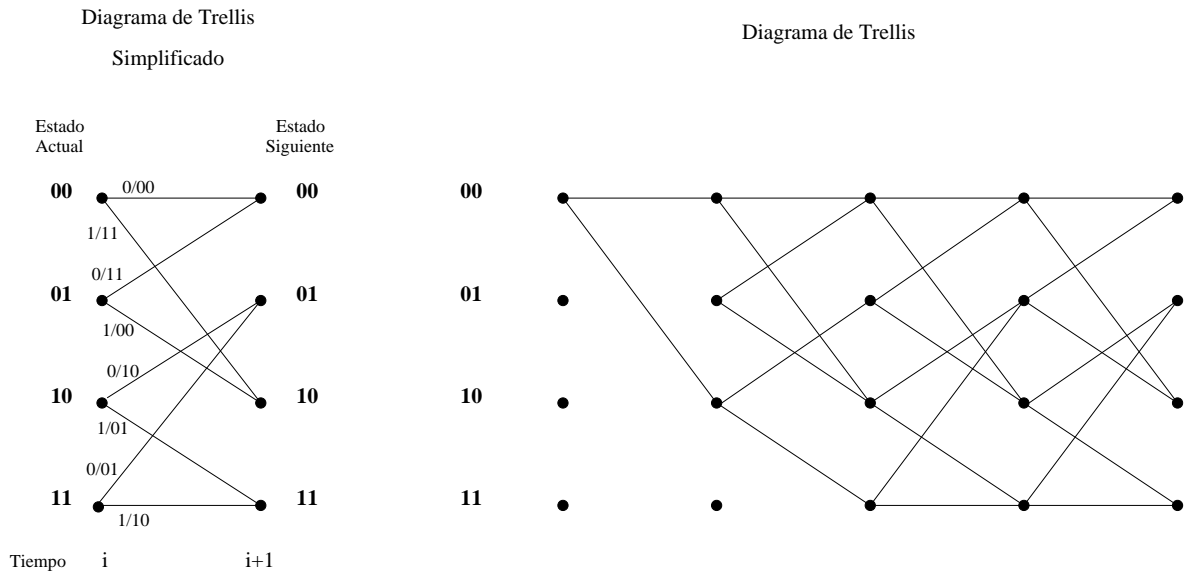 Diagrama de Trellis
Simplificado
Diagrama de Trellis
Estado
Actual
Estado
Siguiente
00
0/00
00
00
1/11
0/11
01
01
01
1/00
0/10
10
10
10
1/01
0/01
11
11
11
1/10
Tiempo i i+1